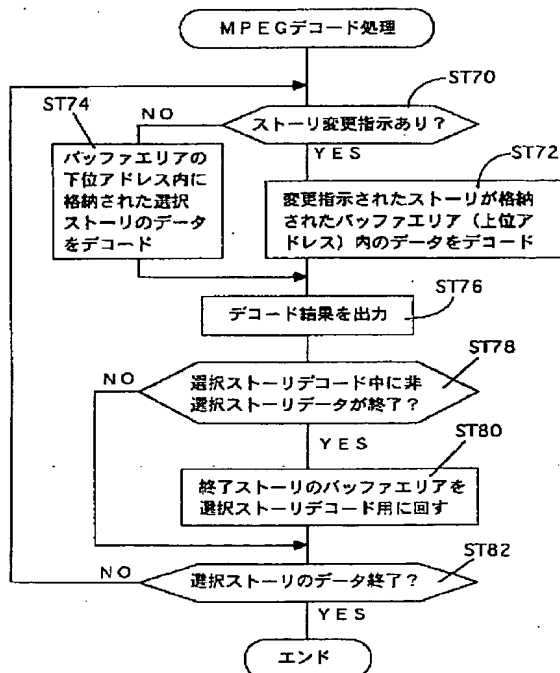 MPEGデコード処理
ST70
ストーリ変更指示あり?
NO
YES
ST74
バッファエリアの
下位アドレス内に
格納された選択
ストーリのデータ
をデコード
ST72
変更指示されたストーリが格納
されたバッファエリア(上位ア
ドレス)内のデータをデコード
ST76
デコード結果を出力
ST78
NO
選択ストーリデコード中に非
選択ストーリデータが終了?
YES
ST80
終了ストーリのバッファエリアを
選択ストーリデコード用に回す
ST82
NO
選択ストーリのデータ終了?
YES
エンド